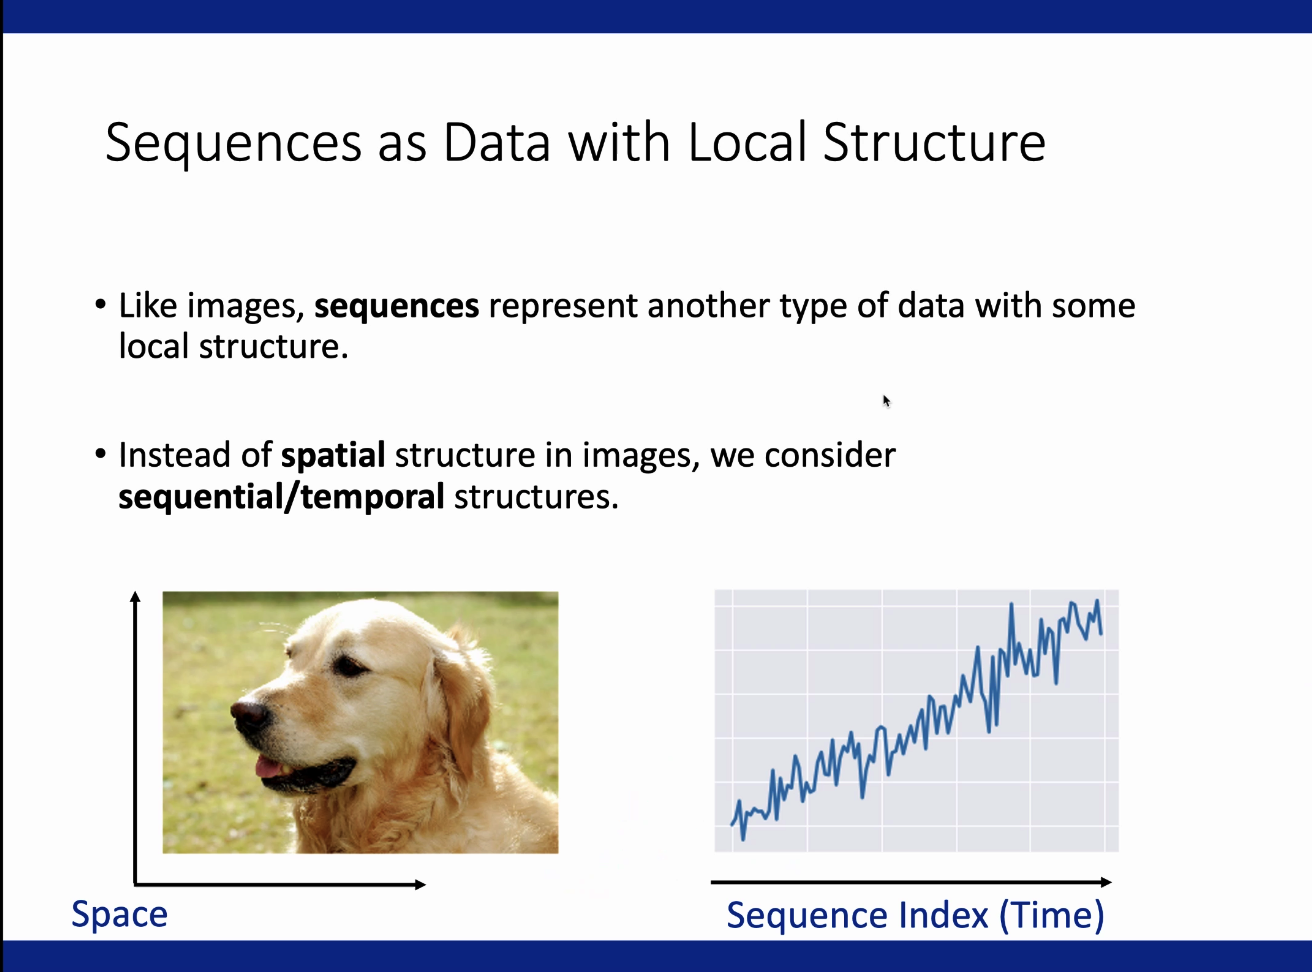 Sequences as Data with Local Structure
• Like images, sequences represent another type of data with some
local structure.
• Instead of spatial structure in images, we consider
sequential/temporal structures.
Space
Sequence Index (Time)